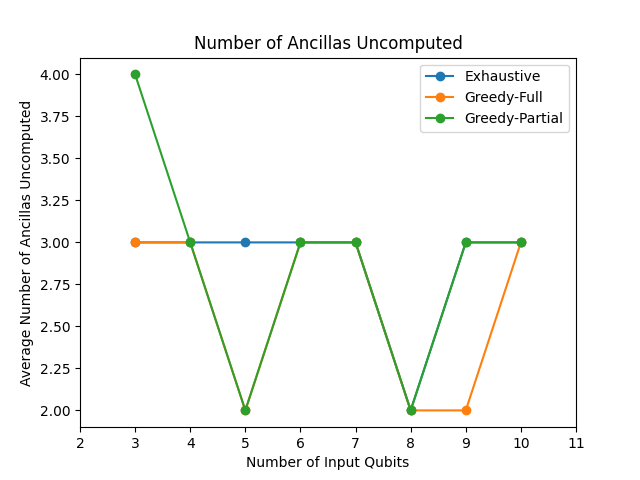 Number of Ancillas Uncomputed
Exhaustive
Greedy-Full
Greedy-Partial
Average Number of Ancillas Uncomputed
4.00
3.75
3.50
3.25
3.00
2.75
2.50
2.25
2.00
2 3 4 5 6 7 8 9 10 11
Number of Input Qubits